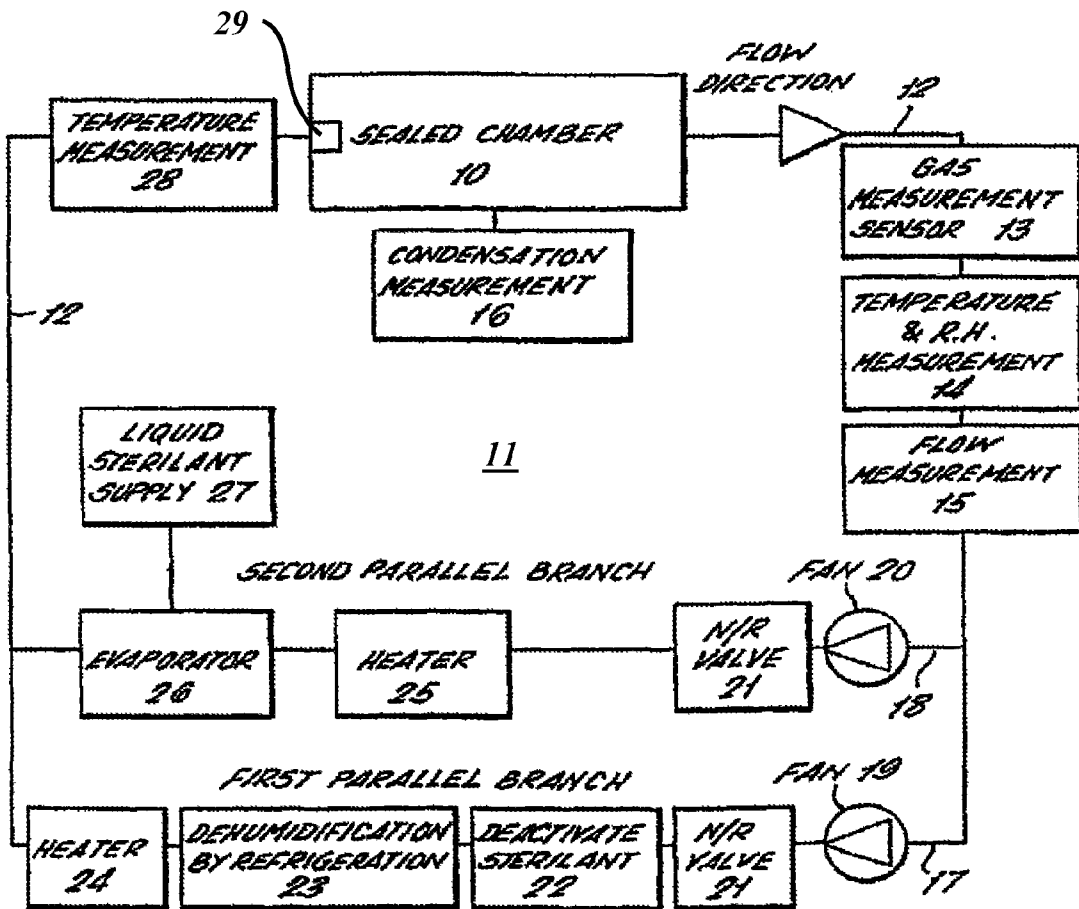 29
FLOW
DIRECTION
12
TEMPERATURE
MEASUREMENT
28
SEALED CHAMBER
10
GAS
MEASUREMENT
SENSOR 13
CONDENSATION
MEASUREMENT
16
12
TEMPERATURE
& R.H.
MEASUREMENT
14
LIQUID
STERILANT
SUPPLY 27
11
FLOW
MEASUREMENT
15
SECOND PARALLEL BRANCH
FAN 20
EVAPORATOR
26
HEATER
25
N/R
VALVE
21
18
FIRST PARALLEL BRANCH
FAN 19
HEATER
24
DEHUMIDIFICATION
BY REFRIGERATION
23
DEACTIVATE
STERILANT
22
N/R
VALVE
21
17